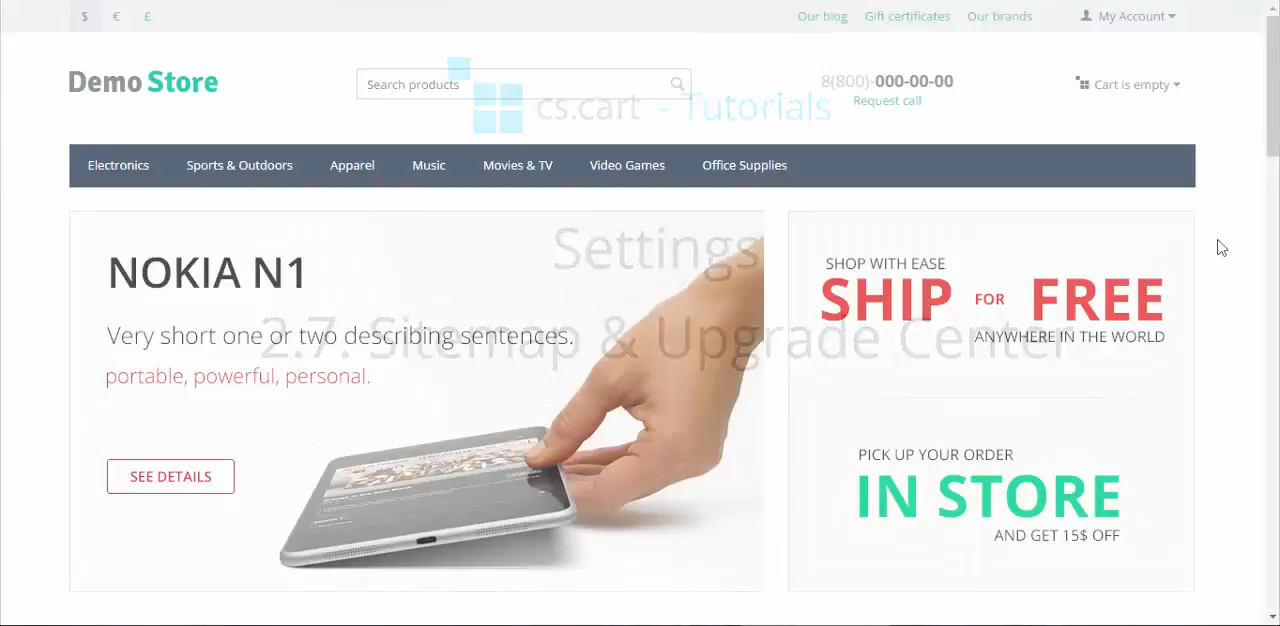 $ € £ Our blog Gift certificates Our brands My Account
Demo Store Search products 8(800)-000-00-00 Cart is empty
cs.cart - Tutorials
Request call
Electronics Sports & Outdoors Apparel Music Movies & TV Video Games Office Supplies
Settings
NOKIA N1
Very short one or two describing sentences.
portable, powerful, personal.
SEE DETAILS
2.7. Sitemap & Upgrade Center
SHOP WITH EASE
SHIP FOR FREE
ANYWHERE IN THE WORLD
PICK UP YOUR ORDER
IN STORE
AND GET 15$ OFF